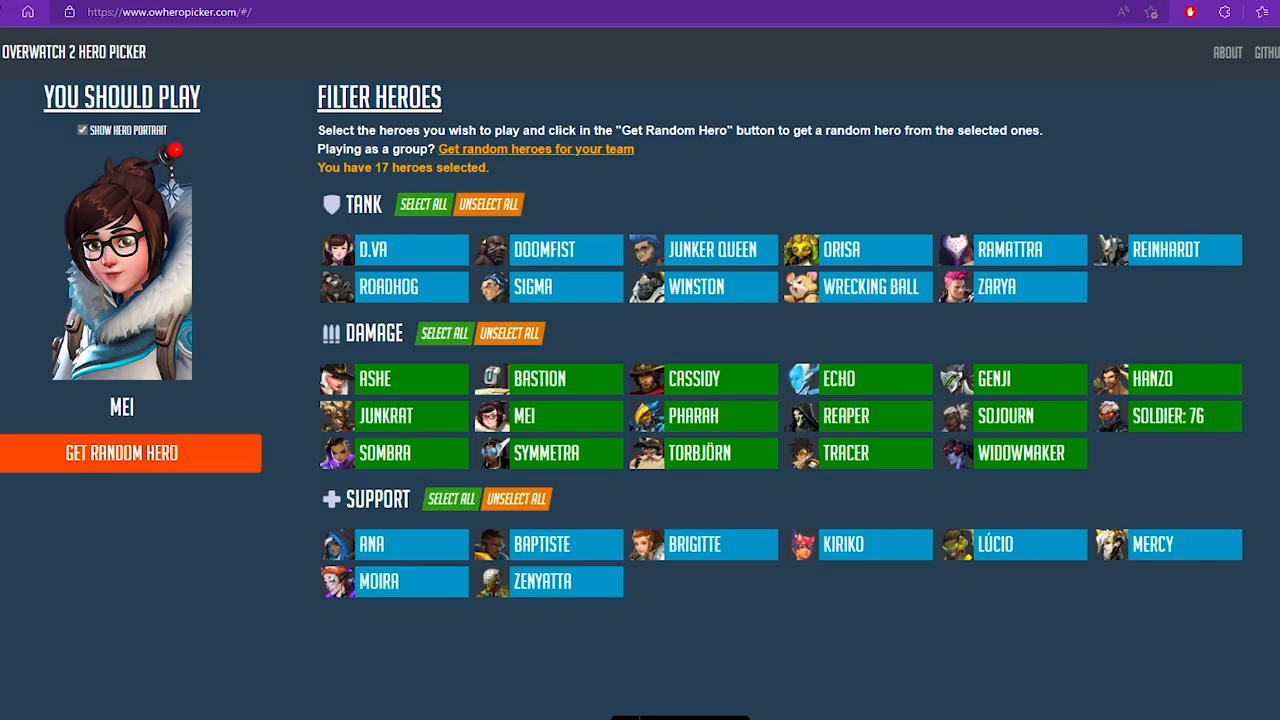 https://www.owheropicker.com/#/
OVERWATCH 2 HERO PICKER
ABOUT GITHU
YOU SHOULD PLAY
SHOW HERO PORTRAIT
MEI
GET RANDOM HERO
FILTER HEROES
Select the heroes you wish to play and click in the "Get Random Hero" button to get a random hero from the selected ones.
Playing as a group? Get random heroes for your team
You have 17 heroes selected.
TANK SELECT ALL UNSELECT ALL
D.VA DOOMFIST JUNKER QUEEN ORISA RAMATTRA REINHARDT
ROADHOG SIGMA WINSTON WRECKING BALL ZARYA
DAMAGE SELECT ALL UNSELECT ALL
ASHE BASTION CASSIDY ECHO GENJI HANZO
JUNKRAT MEI PHARAH REAPER SOJOURN SOLDIER: 76
SOMBRA SYMMETRA TORBJÖRN TRACER WIDOWMAKER
SUPPORT SELECT ALL UNSELECT ALL
ANA BAPTISTE BRIGITTE KIRIKO LÚCIO MERCY
MOIRA ZENYATTA